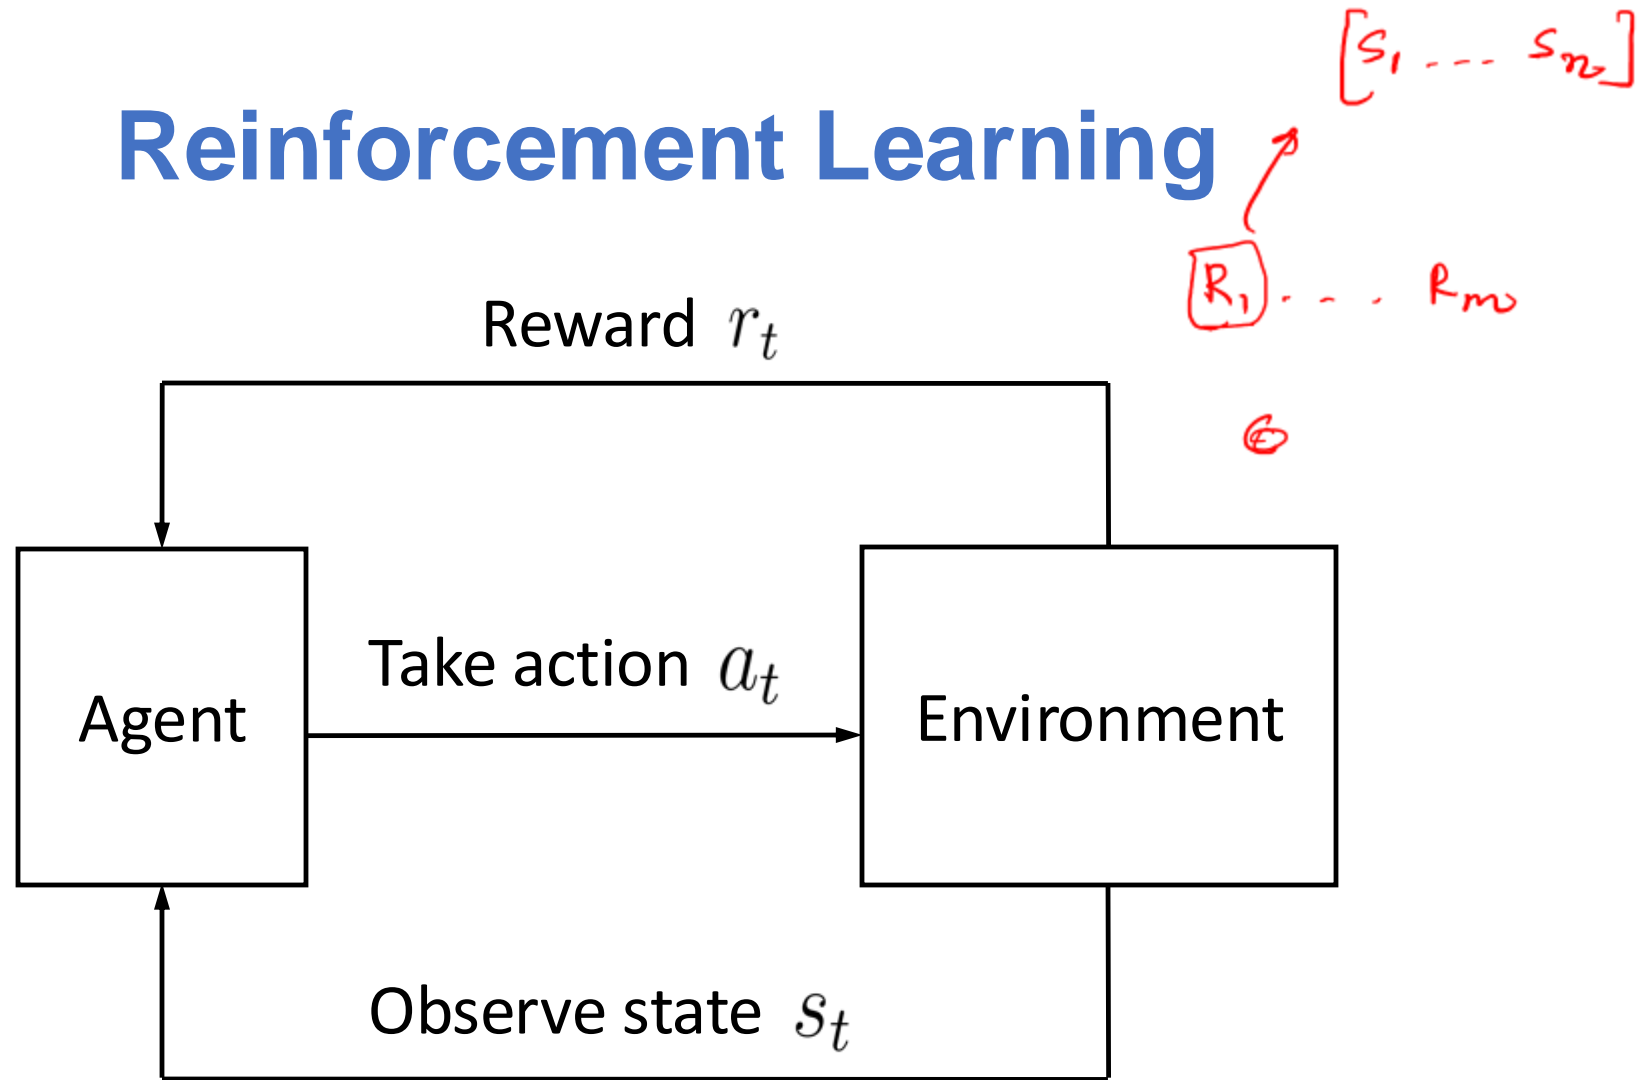 [S₁ --- Sₙ]
Reinforcement Learning
R₁ . - - . Rₘ
Reward rₜ
Take action aₜ
Agent
Environment
Observe state sₜ